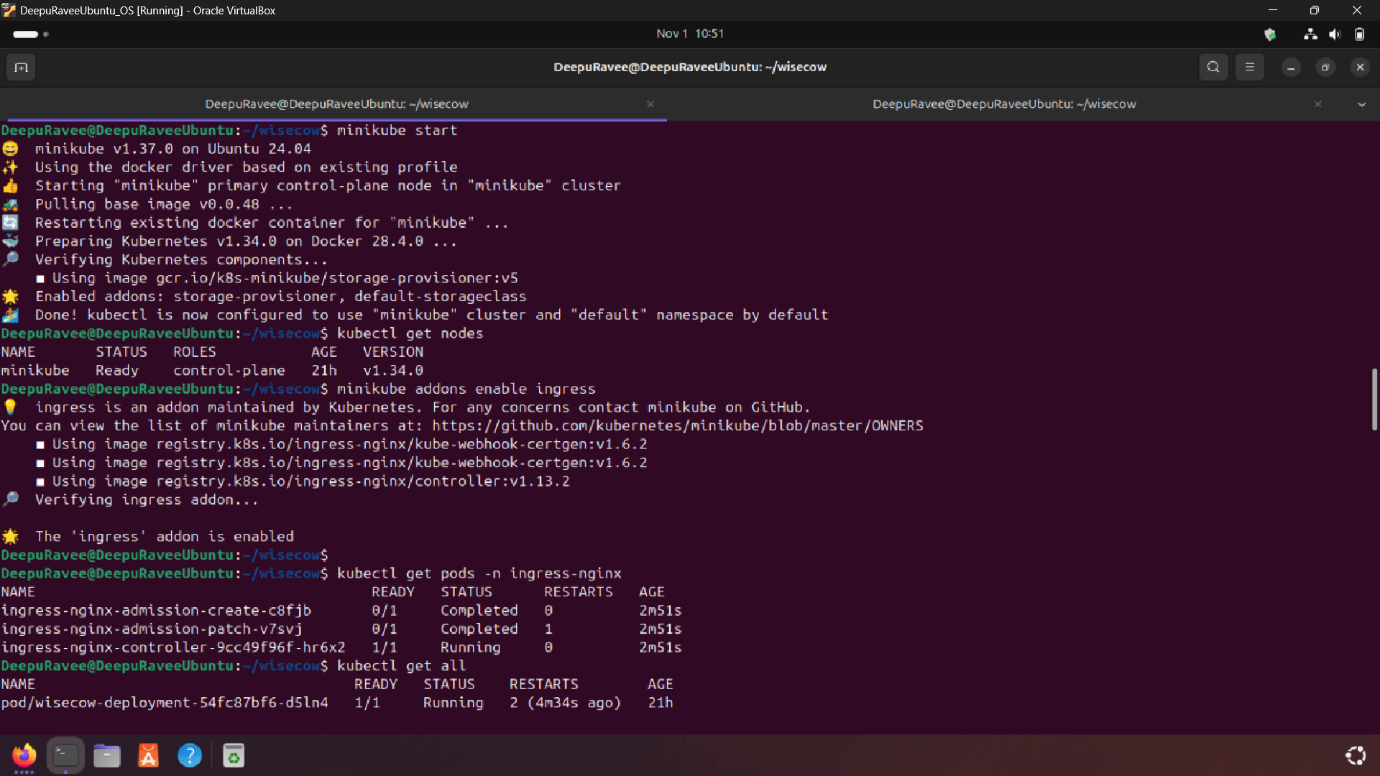 DeepuRaveeUbuntu_OS [Running] - Oracle VirtualBox
Nov 1 10:51
DeepuRavee@DeepuRaveeUbuntu: ~/wisecow
DeepuRavee@DeepuRaveeUbuntu: ~/wisecow
DeepuRavee@DeepuRaveeUbuntu: ~/wisecow
DeepuRavee@DeepuRaveeUbuntu:~/wisecow$ minikube start
minikube v1.37.0 on Ubuntu 24.04
Using the docker driver based on existing profile
Starting "minikube" primary control-plane node in "minikube" cluster
Pulling base image v0.0.48 ...
Restarting existing docker container for "minikube" ...
Preparing Kubernetes v1.34.0 on Docker 28.4.0 ...
Verifying Kubernetes components...
■ Using image gcr.io/k8s-minikube/storage-provisioner:v5
Enabled addons: storage-provisioner, default-storageclass
Done! kubectl is now configured to use "minikube" cluster and "default" namespace by default
DeepuRavee@DeepuRaveeUbuntu:~/wisecow$ kubectl get nodes
NAME STATUS ROLES AGE VERSION
minikube Ready control-plane 21h v1.34.0
DeepuRavee@DeepuRaveeUbuntu:~/wisecow$ minikube addons enable ingress
ingress is an addon maintained by Kubernetes. For any concerns contact minikube on GitHub.
You can view the list of minikube maintainers at: https://github.com/kubernetes/minikube/blob/master/OWNERS
■ Using image registry.k8s.io/ingress-nginx/kube-webhook-certgen:v1.6.2
■ Using image registry.k8s.io/ingress-nginx/kube-webhook-certgen:v1.6.2
■ Using image registry.k8s.io/ingress-nginx/controller:v1.13.2
Verifying ingress addon...
The 'ingress' addon is enabled
DeepuRavee@DeepuRaveeUbuntu:~/wisecow$
DeepuRavee@DeepuRaveeUbuntu:~/wisecow$ kubectl get pods -n ingress-nginx
NAME READY STATUS RESTARTS AGE
ingress-nginx-admission-create-c8fjb 0/1 Completed 0 2m51s
ingress-nginx-admission-patch-v7svj 0/1 Completed 1 2m51s
ingress-nginx-controller-9cc49f96f-hr6x2 1/1 Running 0 2m51s
DeepuRavee@DeepuRaveeUbuntu:~/wisecow$ kubectl get all
NAME READY STATUS RESTARTS AGE
pod/wisecow-deployment-54fc87bf6-d5ln4 1/1 Running 2 (4m34s ago) 21h